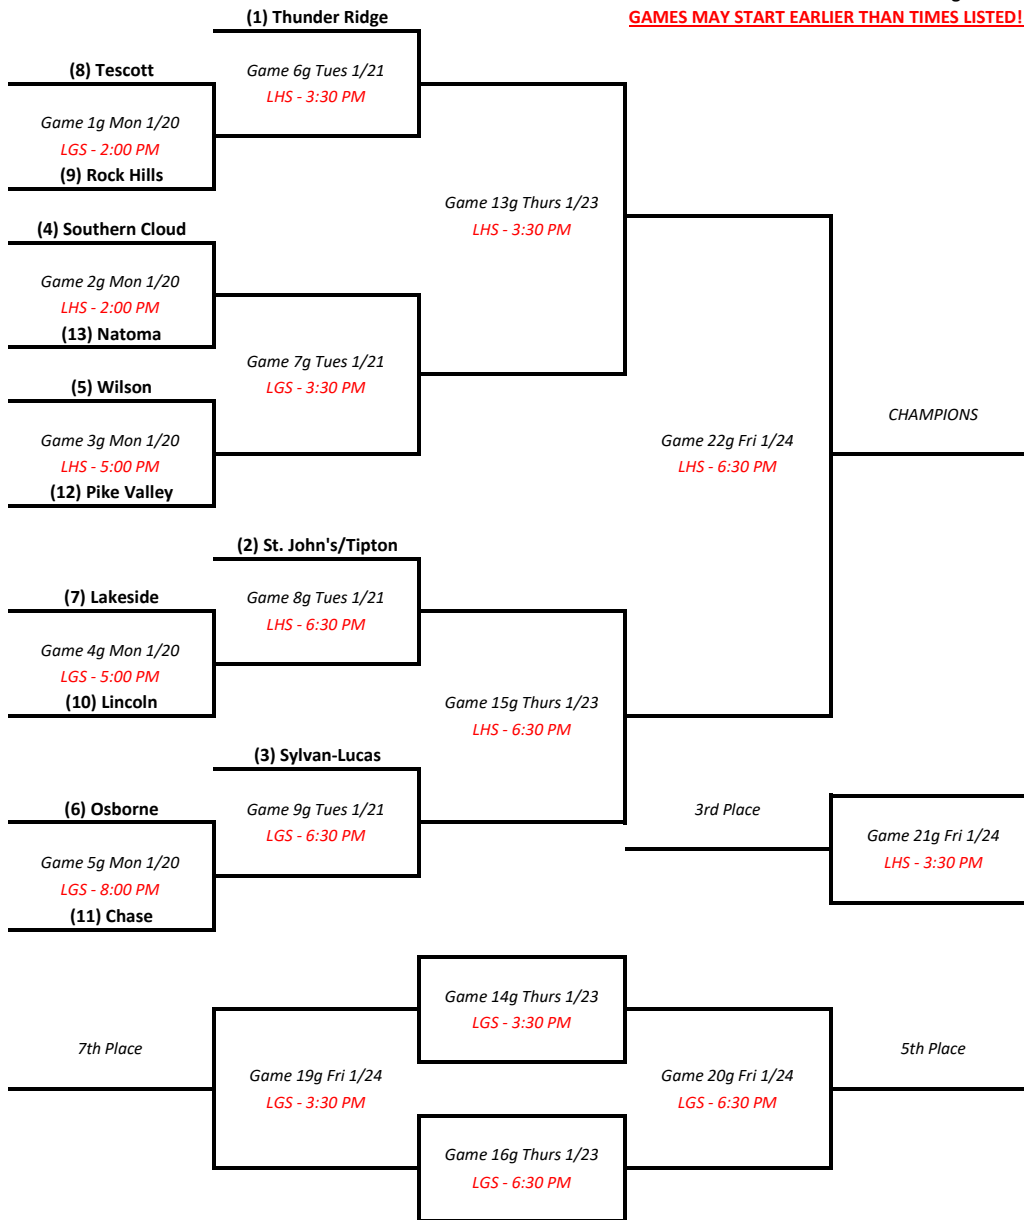 (1) Thunder Ridge
GAMES MAY START EARLIER THAN TIMES LISTED!
(8) Tescott
Game 6g Tues 1/21
LHS - 3:30 PM
Game 1g Mon 1/20
LGS - 2:00 PM
(9) Rock Hills
Game 13g Thurs 1/23
LHS - 3:30 PM
(4) Southern Cloud
Game 2g Mon 1/20
LHS - 2:00 PM
(13) Natoma
Game 7g Tues 1/21
LGS - 3:30 PM
(5) Wilson
CHAMPIONS
Game 3g Mon 1/20
LHS - 5:00 PM
(12) Pike Valley
Game 22g Fri 1/24
LHS - 6:30 PM
(2) St. John's/Tipton
(7) Lakeside
Game 8g Tues 1/21
LHS - 6:30 PM
Game 4g Mon 1/20
LGS - 5:00 PM
(10) Lincoln
Game 15g Thurs 1/23
LHS - 6:30 PM
(3) Sylvan-Lucas
(6) Osborne
Game 9g Tues 1/21
LGS - 6:30 PM
3rd Place
Game 21g Fri 1/24
LHS - 3:30 PM
Game 5g Mon 1/20
LGS - 8:00 PM
(11) Chase
Game 14g Thurs 1/23
LGS - 3:30 PM
7th Place
5th Place
Game 19g Fri 1/24
LGS - 3:30 PM
Game 20g Fri 1/24
LGS - 6:30 PM
Game 16g Thurs 1/23
LGS - 6:30 PM